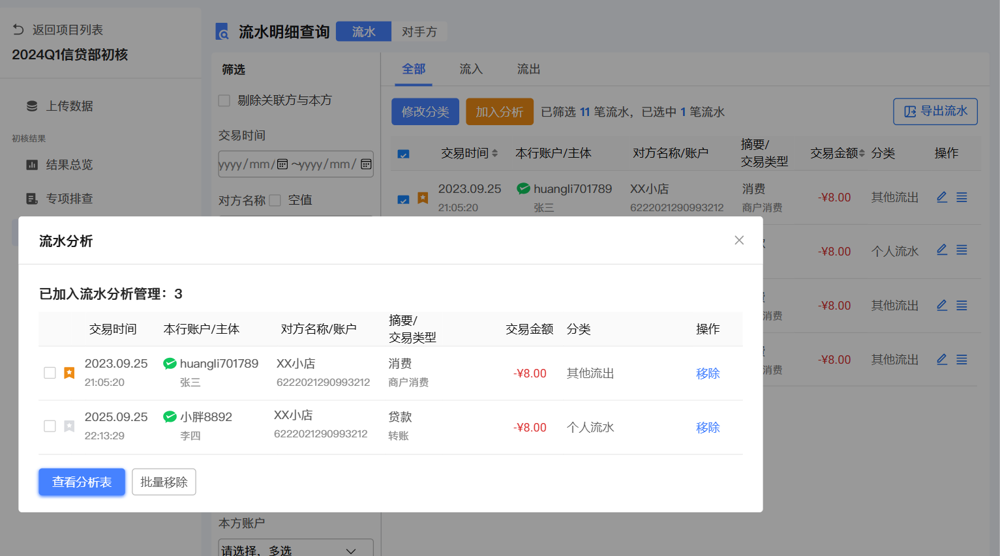 返回项目列表
2024Q1信贷部初核
上传数据
初核结果
结果总览
专项排查
流水明细查询
流水
对手方
筛选
剔除关联方与本方
交易时间
yyyy/mm/ ~yyyy/mm/
对方名称 空值
全部 流入 流出
修改分类 加入分析 已筛选 11 笔流水，已选中 1 笔流水 导出流水
交易时间 本行账户/主体 对方名称/账户 摘要/交易类型 交易金额 分类 操作
2023.09.25 huangli701789 XX小店 消费 -¥8.00 其他流出
21:05:20 张三 6222021290993212 商户消费
-¥8.00 个人流水
-¥8.00 其他流出
消费
-¥8.00 其他流出
消费
流水分析
已加入流水分析管理：3
交易时间 本行账户/主体 对方名称/账户 摘要/交易类型 交易金额 分类 操作
2023.09.25 huangli701789 XX小店 消费 -¥8.00 其他流出 移除
21:05:20 张三 6222021290993212 商户消费
2025.09.25 小胖8892 XX小店 贷款 -¥8.00 个人流水 移除
22:13:29 李四 6222021290993212 转账
查看分析表 批量移除
本方账户
请选择，多选